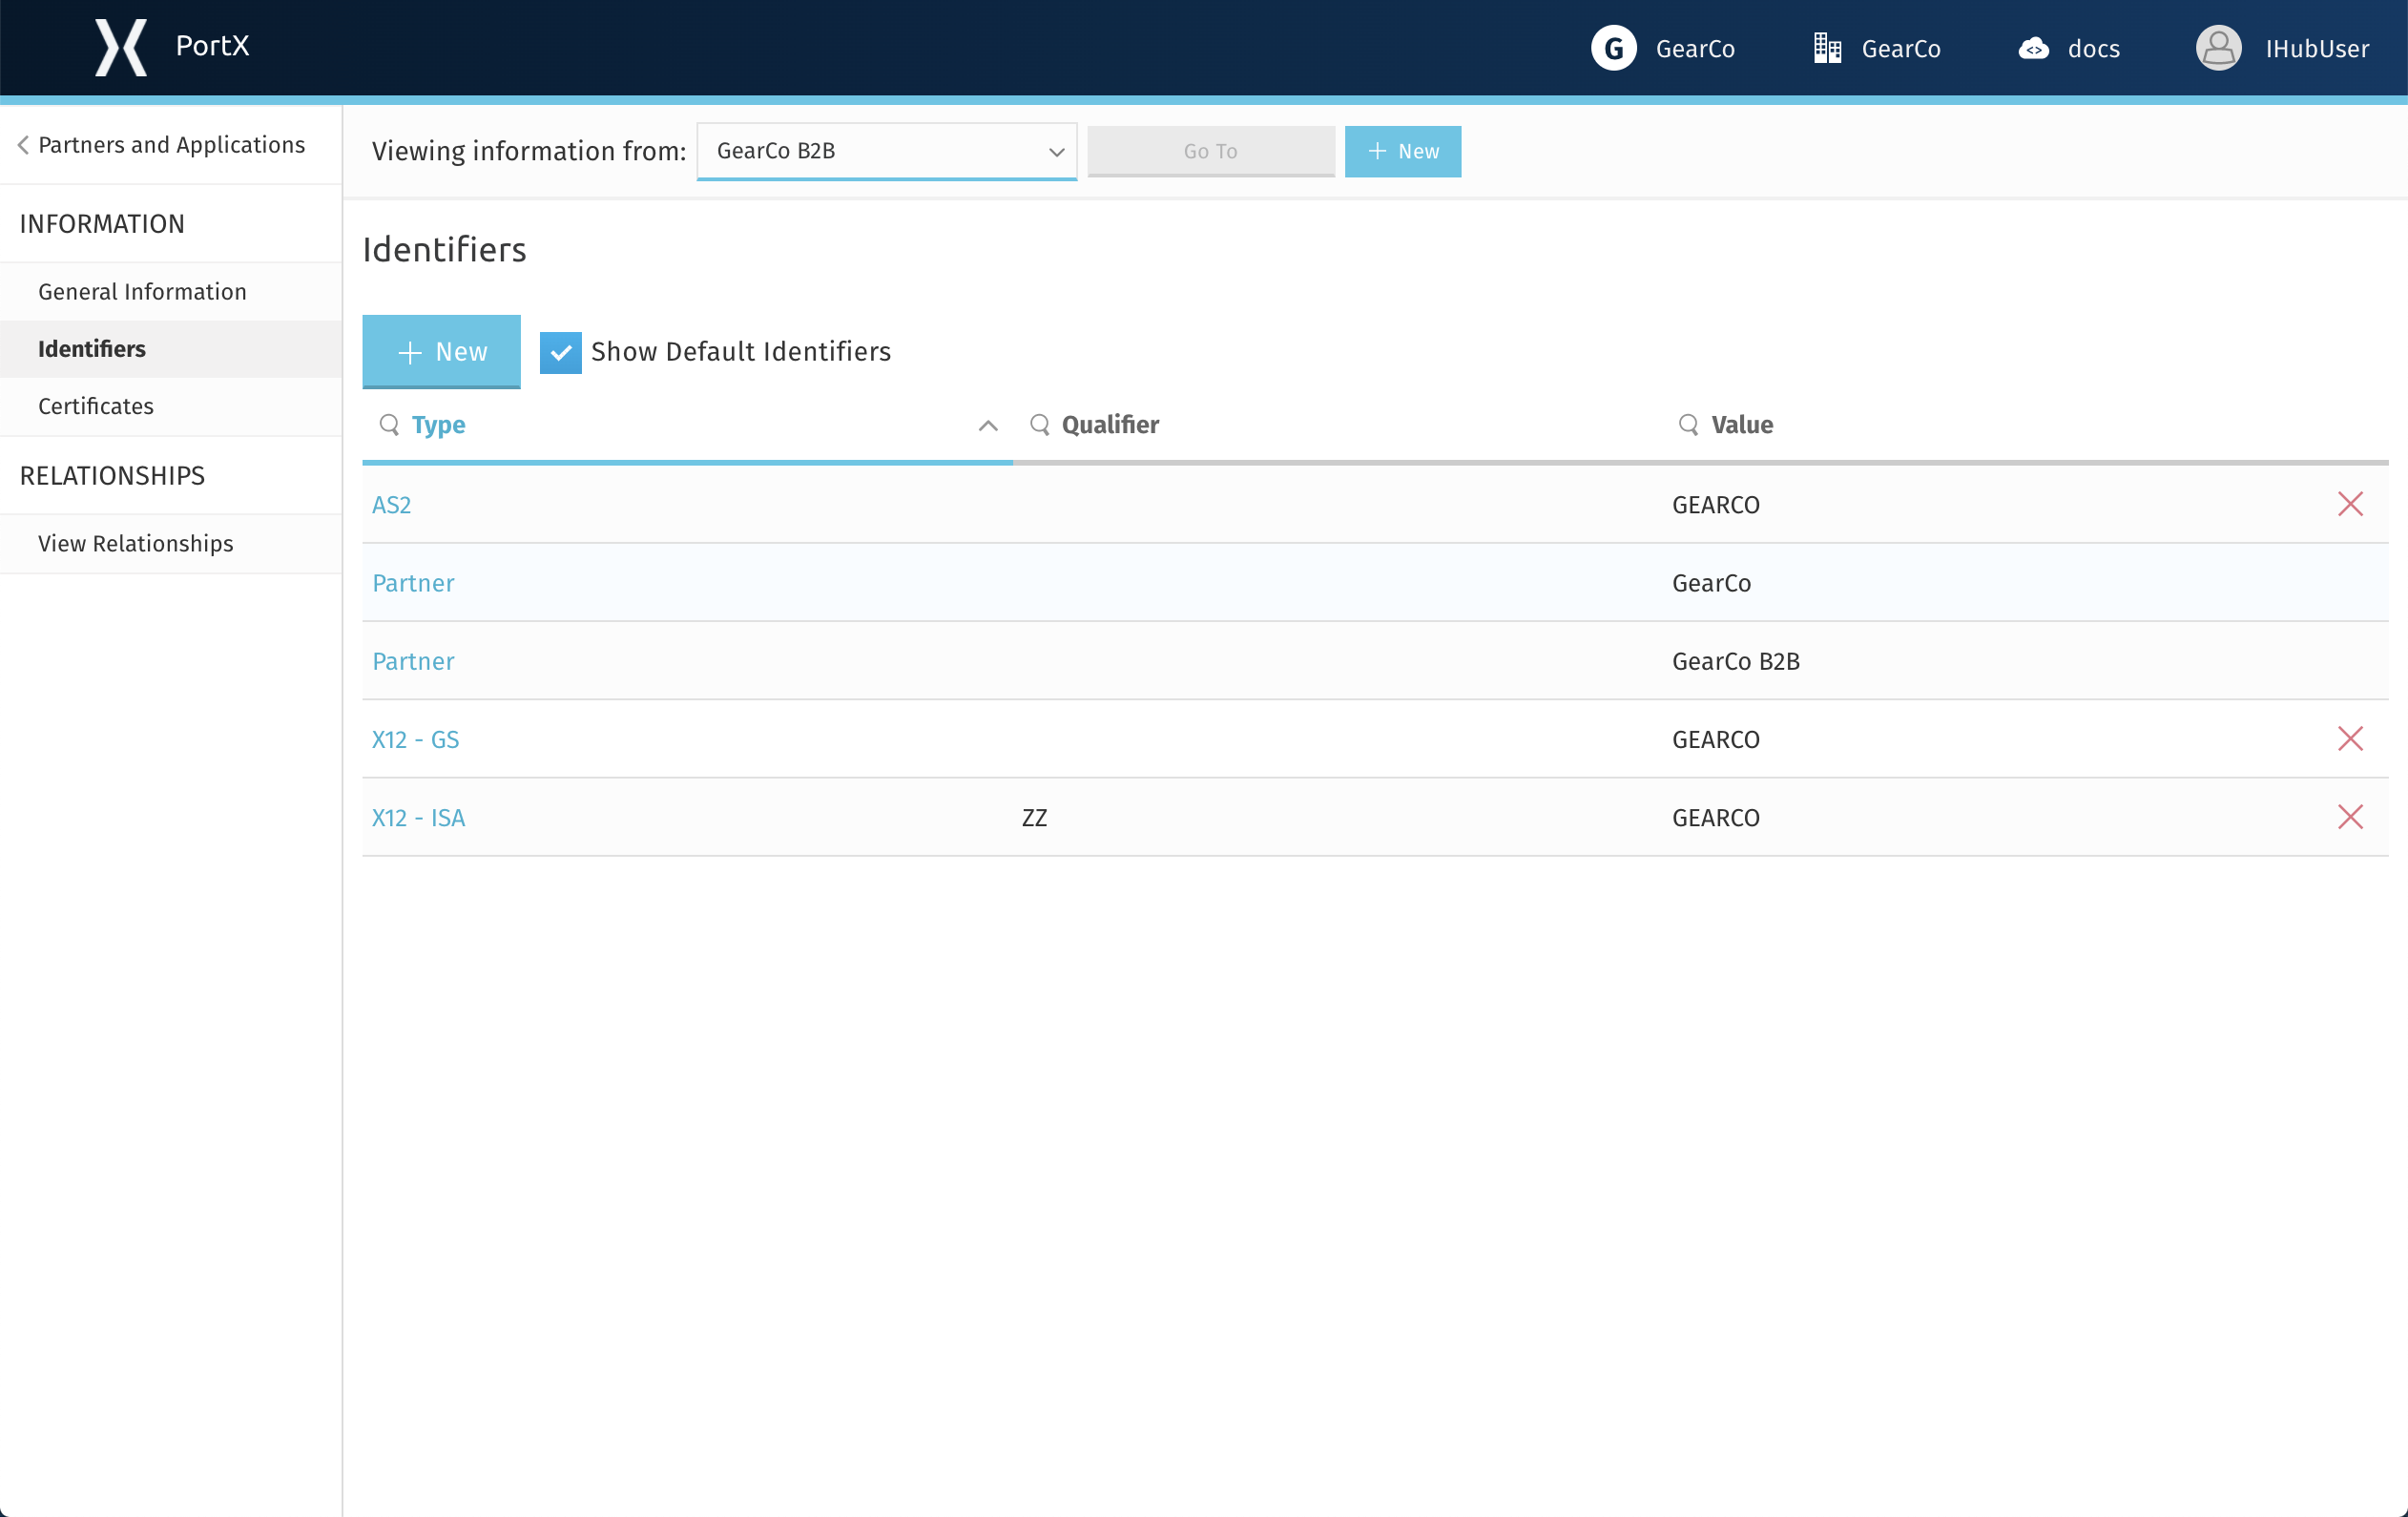 PortX
G GearCo
GearCo
docs
IHubUser
Partners and Applications
INFORMATION
General Information
Identifiers
Certificates
RELATIONSHIPS
View Relationships
Viewing information from: GearCo B2B Go To + New
Identifiers
+ New Show Default Identifiers
Type Qualifier Value
AS2 GEARCO
Partner GearCo
Partner GearCo B2B
X12 - GS GEARCO
X12 - ISA ZZ GEARCO